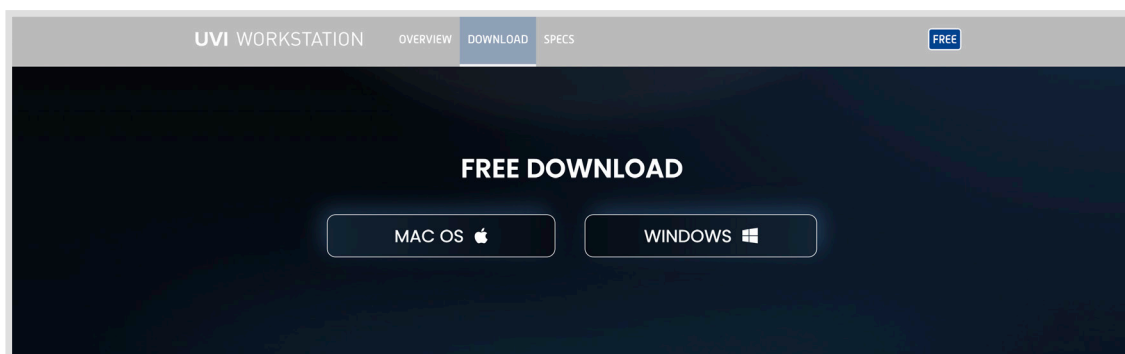 UVI WORKSTATION OVERVIEW DOWNLOAD SPECS FREE
FREE DOWNLOAD
MAC OS WINDOWS